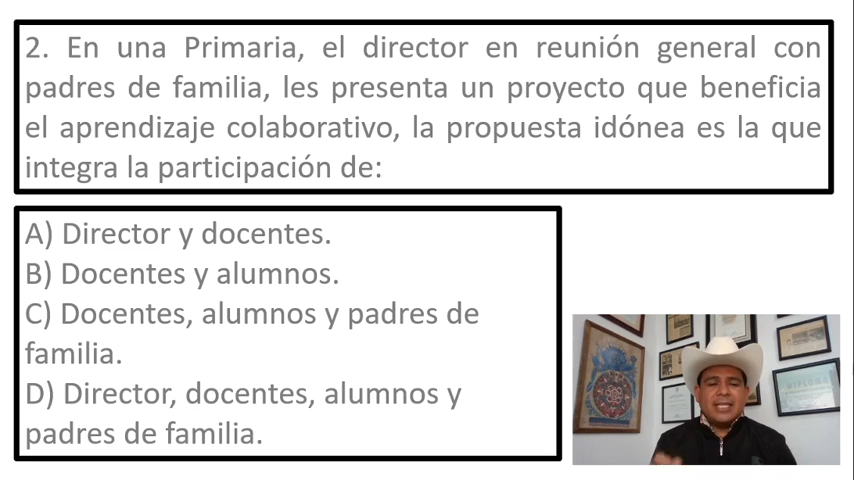 2. En una Primaria, el director en reunión general con
padres de familia, les presenta un proyecto que beneficia
el aprendizaje colaborativo, la propuesta idónea es la que
integra la participación de:
A) Director y docentes.
B) Docentes y alumnos.
C) Docentes, alumnos y padres de
familia.
D) Director, docentes, alumnos y
padres de familia.
DIPLOMA